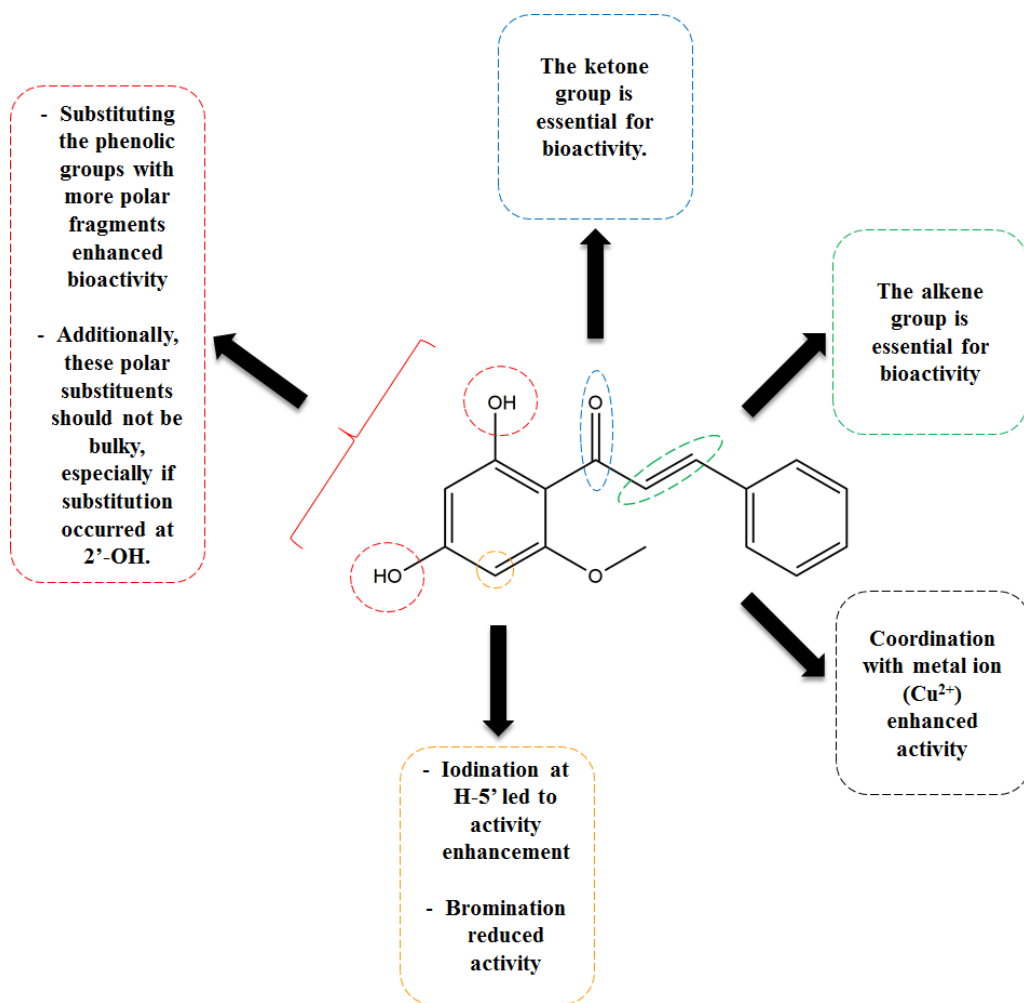 The ketone
group is
essential for
bioactivity.
- Substituting
the phenolic
groups with
more polar
fragments
enhanced
bioactivity
- Additionally,
these polar
substituents
should not be
bulky,
especially if
substitution
occurred at
2’-OH.
The alkene
group is
essential for
bioactivity
OH
O
HO
O
Coordination
with metal ion
(Cu²⁺)
enhanced
activity
- Iodination at
H-5’ led to
activity
enhancement
- Bromination
reduced
activity